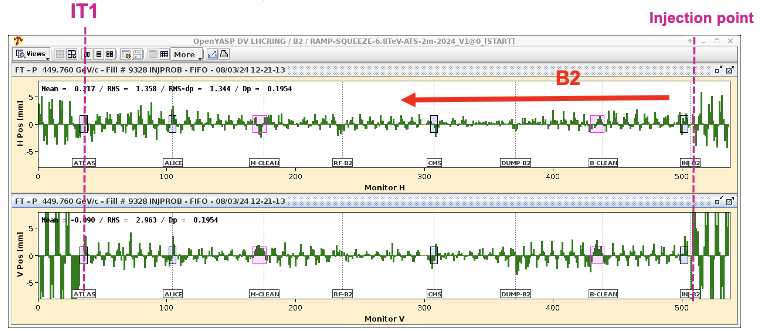 IT1
Injection point
OpenYASP DV LHCRING / B2 / RAMP-SQUEEZE-6.8TeV-ATS-2m-2024_V1@0_[START]
Views
More
FT - P 449.760 GeV/c - Fill # 9328 INJPROB - FIFO - 08/03/24 12-21-13
Mean = 0.217 / RMS = 1.358 / RMS-dp = 1.344 / Dp = 0.1954
B2
H Pos [mm]
5
0
-5
ATLAS
ALICE
M-CLEAN
RF-B2
CMS
DUMP-B2
B-CLEAN
INJ-B2
0
100
200
300
400
500
Monitor H
FT - P 449.760 GeV/c - Fill # 9328 INJPROB - FIFO - 08/03/24 12-21-13
Mean = -0.090 / RMS = 2.963 / Dp = 0.1954
V Pos [mm]
5
0
-5
ATLAS
ALICE
M-CLEAN
RF-B2
CMS
DUMP-B2
B-CLEAN
INJ-B2
0
100
200
300
400
500
Monitor V